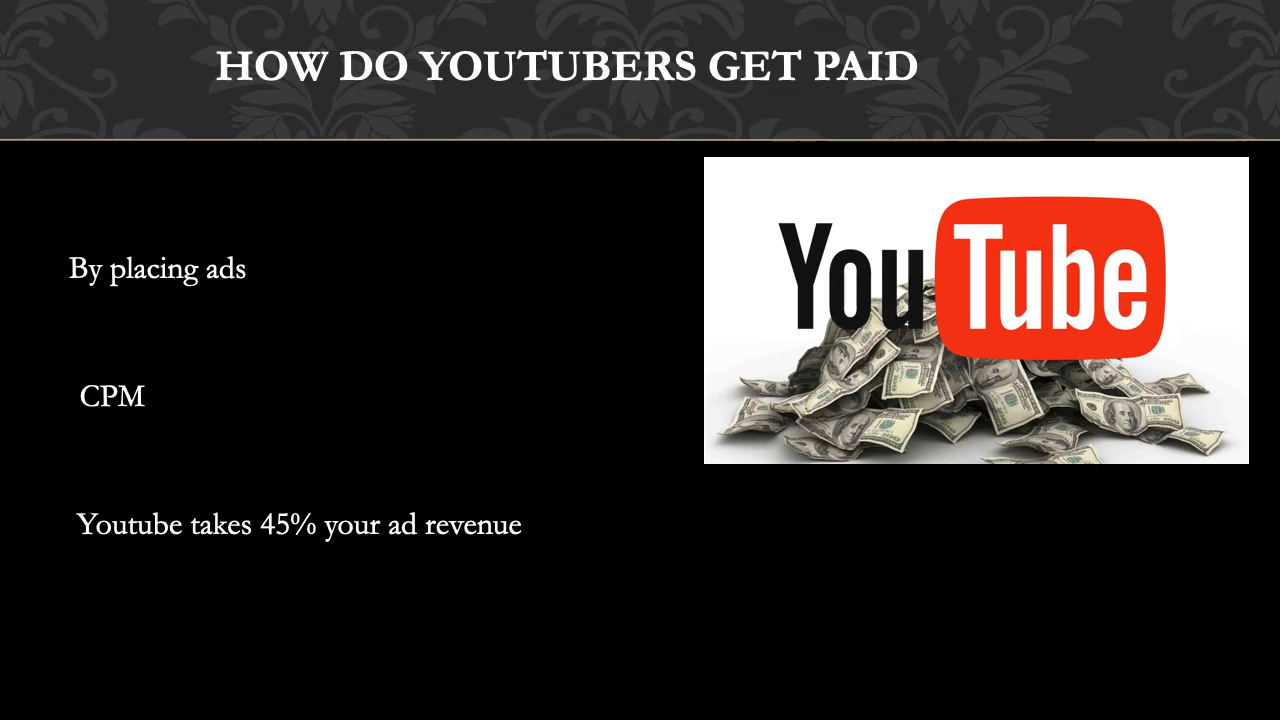 HOW DO YOUTUBERS GET PAID
By placing ads
CPM
Youtube takes 45% your ad revenue
YouTube